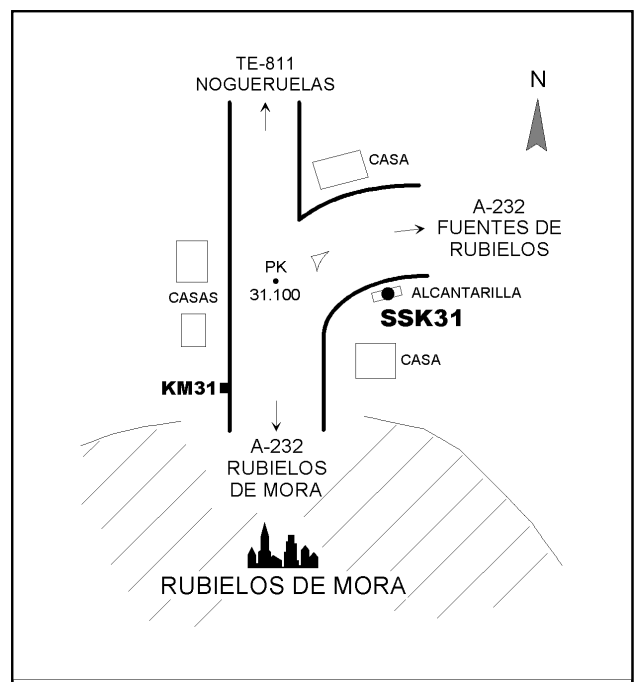 TE-811
NOGUERUELAS
N
CASA
A-232
FUENTES DE
RUBIELOS
PK
31.100
CASAS
ALCANTARILLA
SSK31
CASA
KM31
A-232
RUBIELOS
DE MORA
RUBIELOS DE MORA